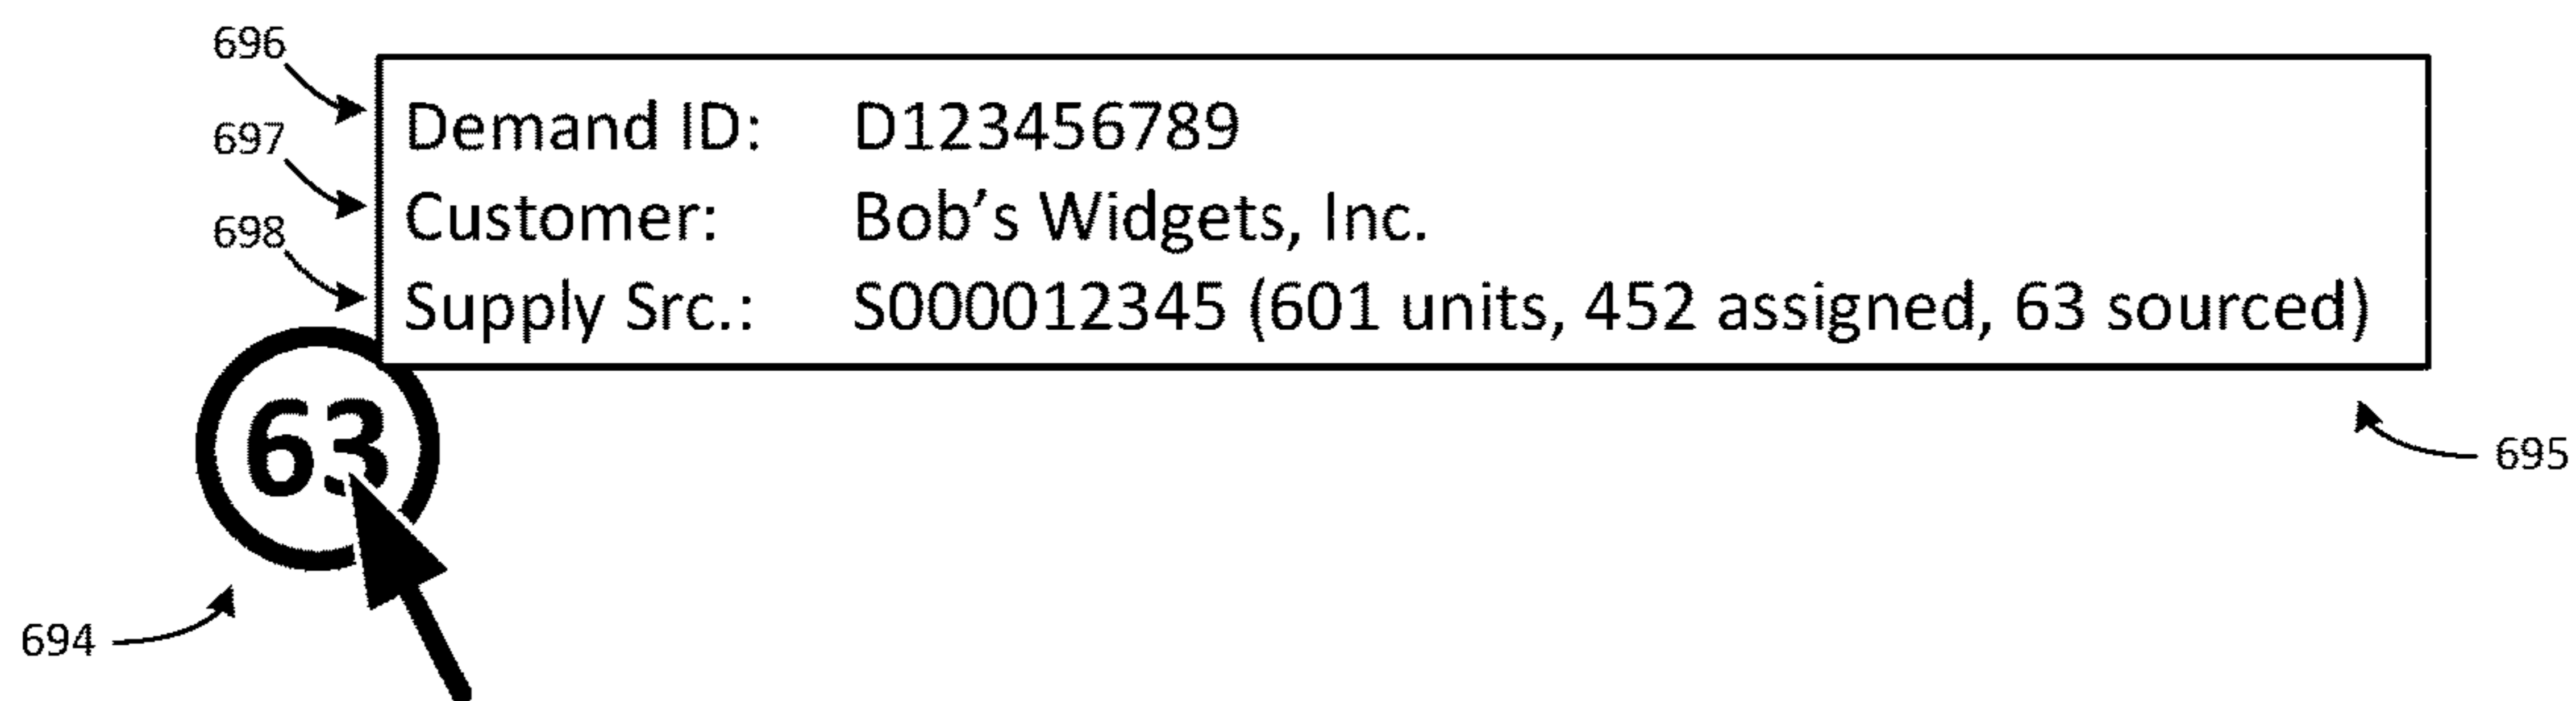 696
Demand ID: D123456789
697
Customer: Bob's Widgets, Inc.
698
Supply Src.: S000012345 (601 units, 452 assigned, 63 sourced)
63
695
694